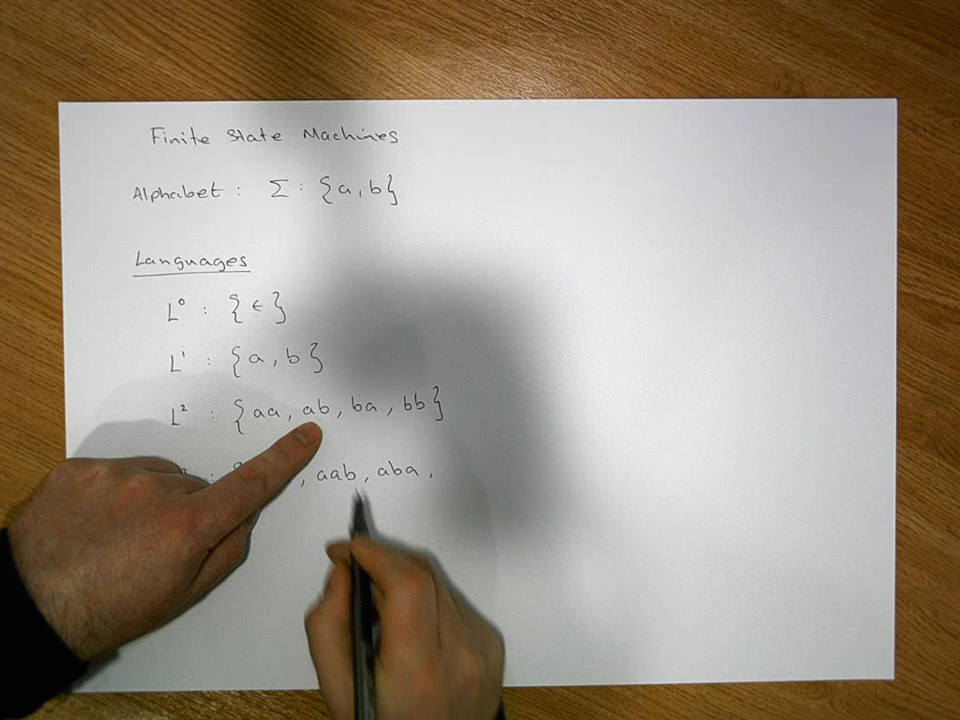 Finite State Machines
Alphabet : Σ : {a, b}
Languages
L⁰ : {ϵ}
L¹ : {a, b}
L² : {aa, ab, ba, bb}
: , aab, aba,